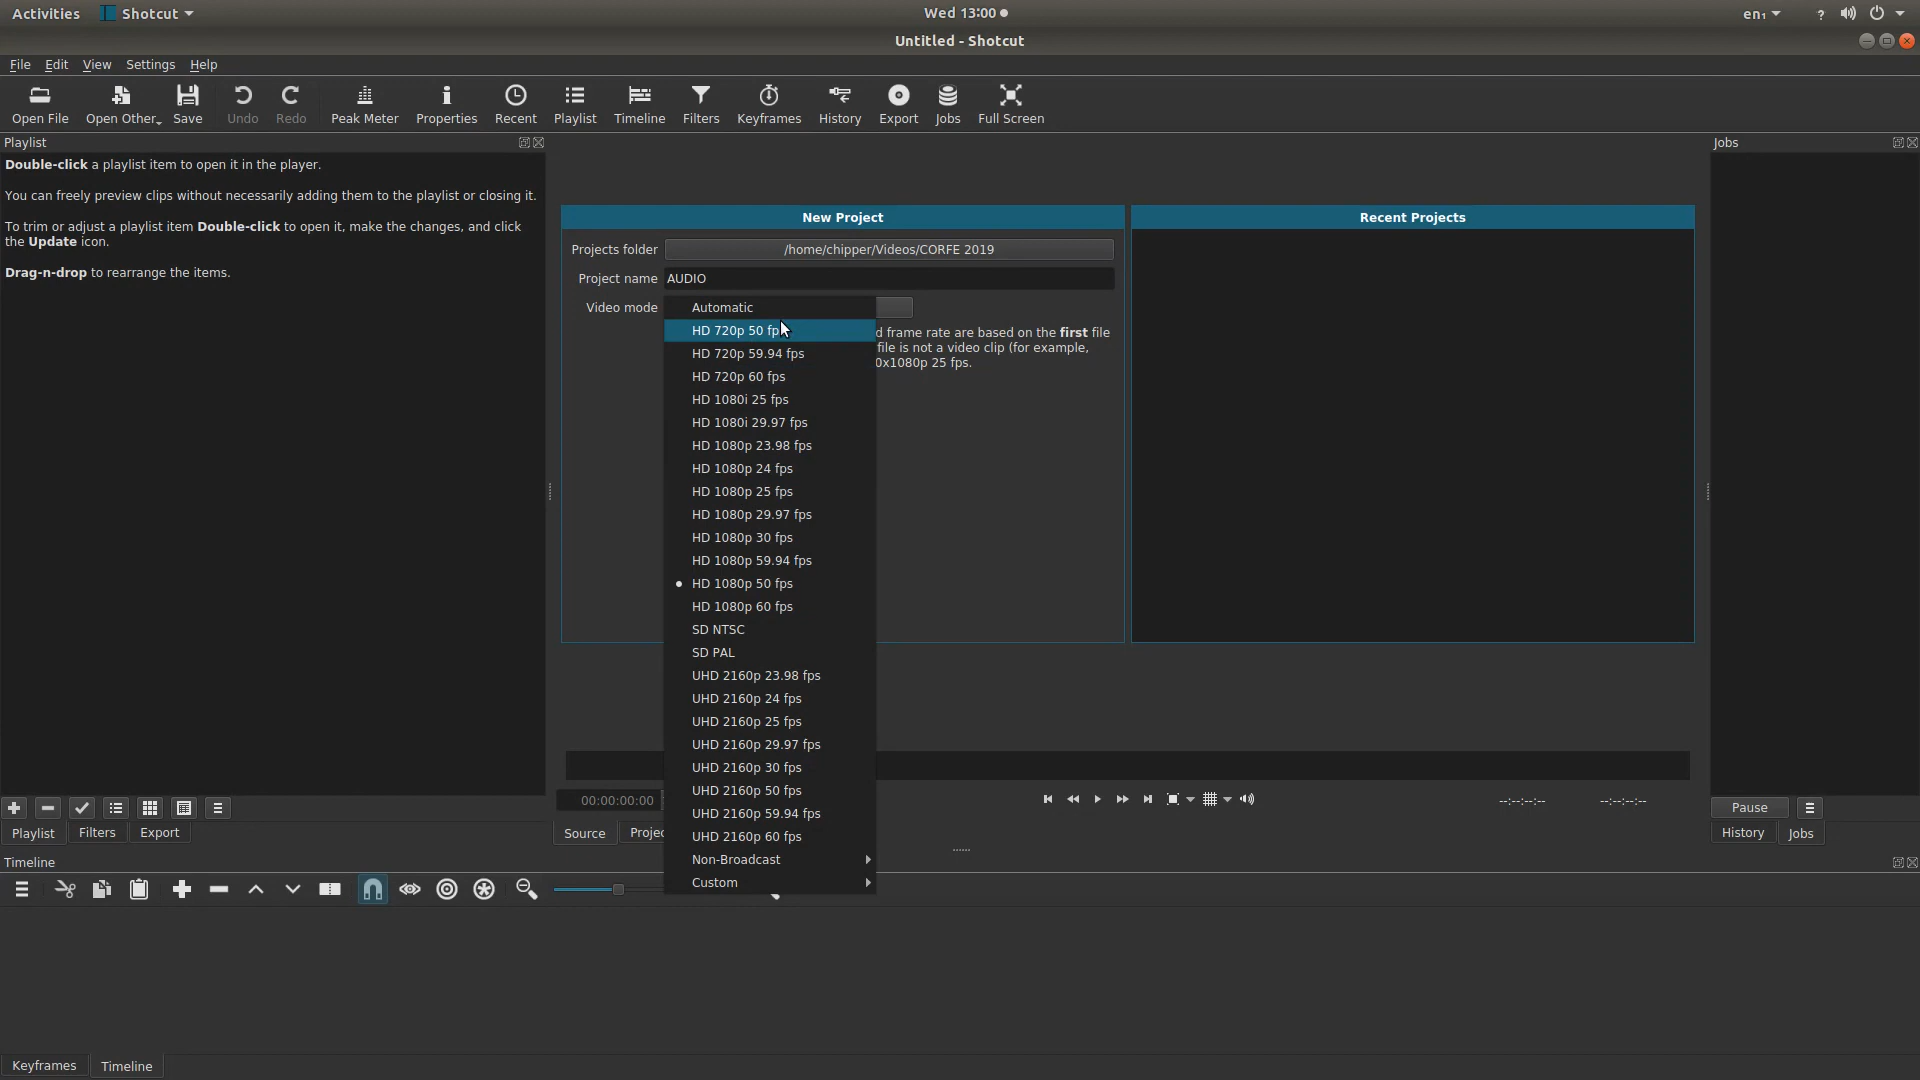 Activities
Shotcut
Wed 13:00
en₁
?
Untitled - Shotcut
File Edit View Settings Help
Open File
Open Other
Save
Undo
Redo
Peak Meter
Properties
Recent
Playlist
Timeline
Filters
Keyframes
History
Export
Jobs
Full Screen
Playlist
Double-click a playlist item to open it in the player.
You can freely preview clips without necessarily adding them to the playlist or closing it.
To trim or adjust a playlist item Double-click to open it, make the changes, and click
the Update icon.
Drag-n-drop to rearrange the items.
New Project
Projects folder /home/chipper/Videos/CORFE 2019
Project name AUDIO
Video mode
d frame rate are based on the first file
file is not a video clip (for example,
0x1080p 25 fps.
Automatic
HD 720p 50
HD 720p 59.94 fps
HD 720p 60 fps
HD 1080i 25 fps
HD 1080i 29.97 fps
HD 1080p 23.98 fps
HD 1080p 24 fps
HD 1080p 25 fps
HD 1080p 29.97 fps
HD 1080p 30 fps
HD 1080p 59.94 fps
HD 1080p 50 fps
HD 1080p 60 fps
SD NTSC
SD PAL
UHD 2160p 23.98 fps
UHD 2160p 24 fps
UHD 2160p 25 fps
UHD 2160p 29.97 fps
UHD 2160p 30 fps
UHD 2160p 50 fps
UHD 2160p 59.94 fps
UHD 2160p 60 fps
Non-Broadcast
Custom
Recent Projects
Jobs
00:00:00:00
--:--:--:--
--:--:--:--
Source
Projec
Pause
Playlist
Filters
Export
History
Jobs
Timeline
Keyframes
Timeline